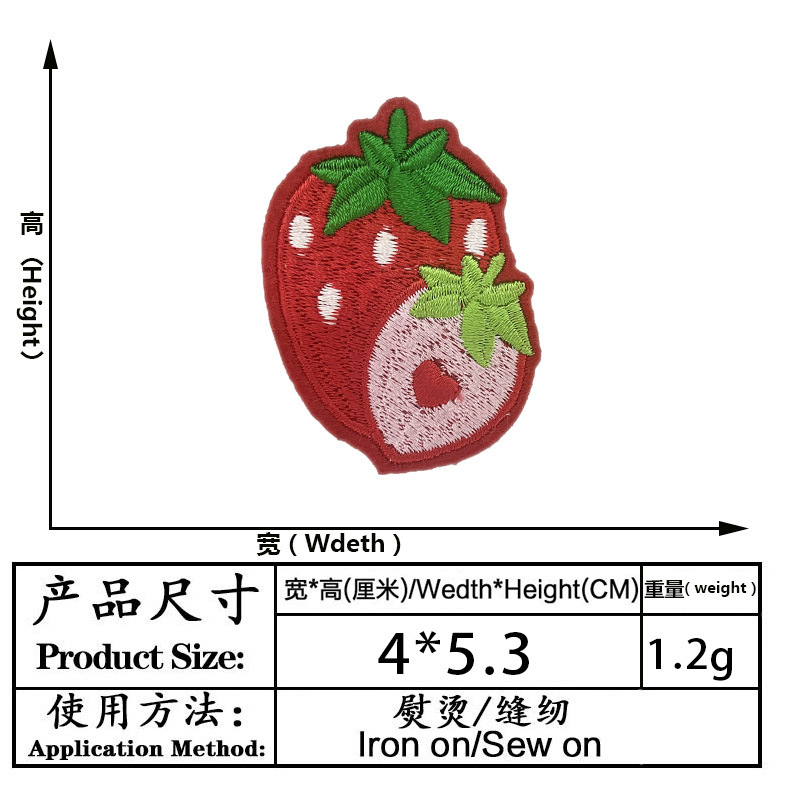 高(Height)
宽(Wdeth)
产品尺寸
Product Size:
宽*高(厘米)/Wedth*Height(CM)
重量(weight)
4*5.3
1.2g
使用方法:
Application Method:
熨烫/缝纫
Iron on/Sew on